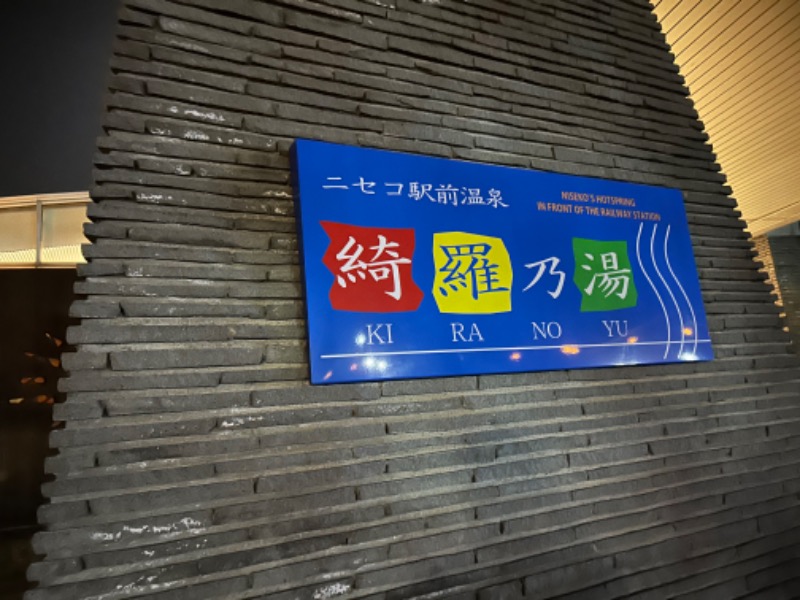 ニセコ駅前温泉
NISEKO'S HOTSPRING
IN FRONT OF THE RAILWAY STATION
綺羅乃湯
KI RA NO YU